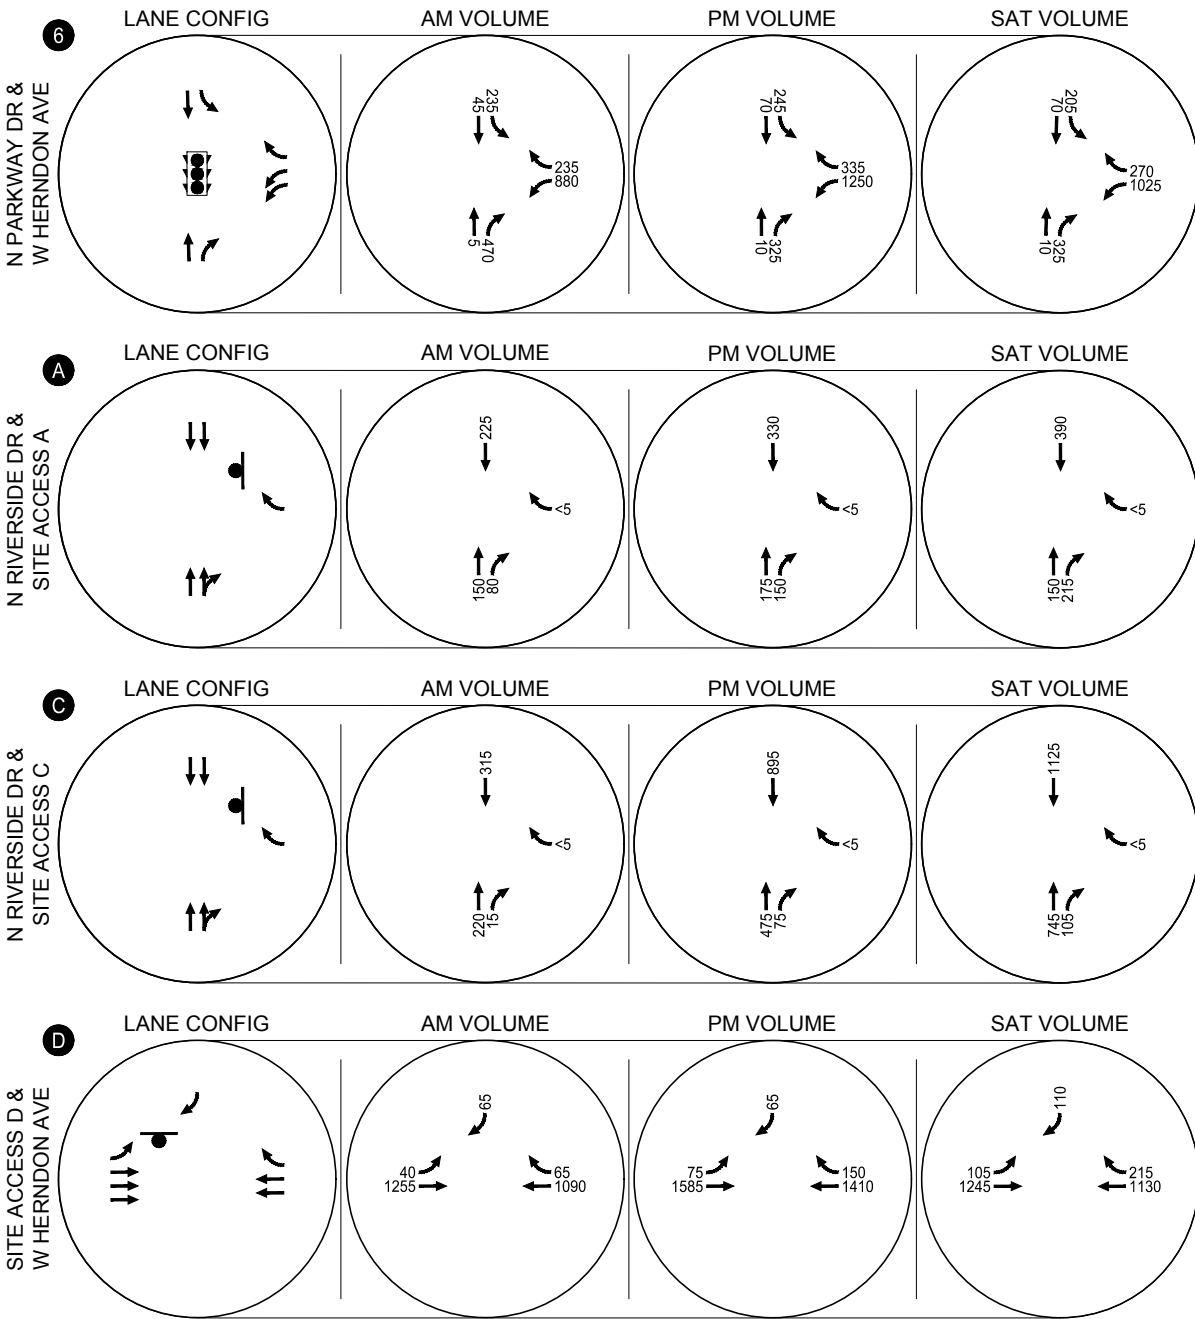 LANE CONFIG
AM VOLUME
PM VOLUME
SAT VOLUME
6
N PARKWAY DR &
W HERNDON AVE
45
235
235
880
5
470
70
245
335
1250
10
325
70
205
270
1025
10
325
LANE CONFIG
AM VOLUME
PM VOLUME
SAT VOLUME
A
N RIVERSIDE DR &
SITE ACCESS A
225
<5
150
80
330
<5
175
150
390
<5
150
215
LANE CONFIG
AM VOLUME
PM VOLUME
SAT VOLUME
C
N RIVERSIDE DR &
SITE ACCESS C
315
<5
220
15
895
<5
475
75
1125
<5
745
105
LANE CONFIG
AM VOLUME
PM VOLUME
SAT VOLUME
D
SITE ACCESS D &
W HERNDON AVE
65
40
1255
65
1090
65
75
1585
150
1410
110
105
1245
215
1130